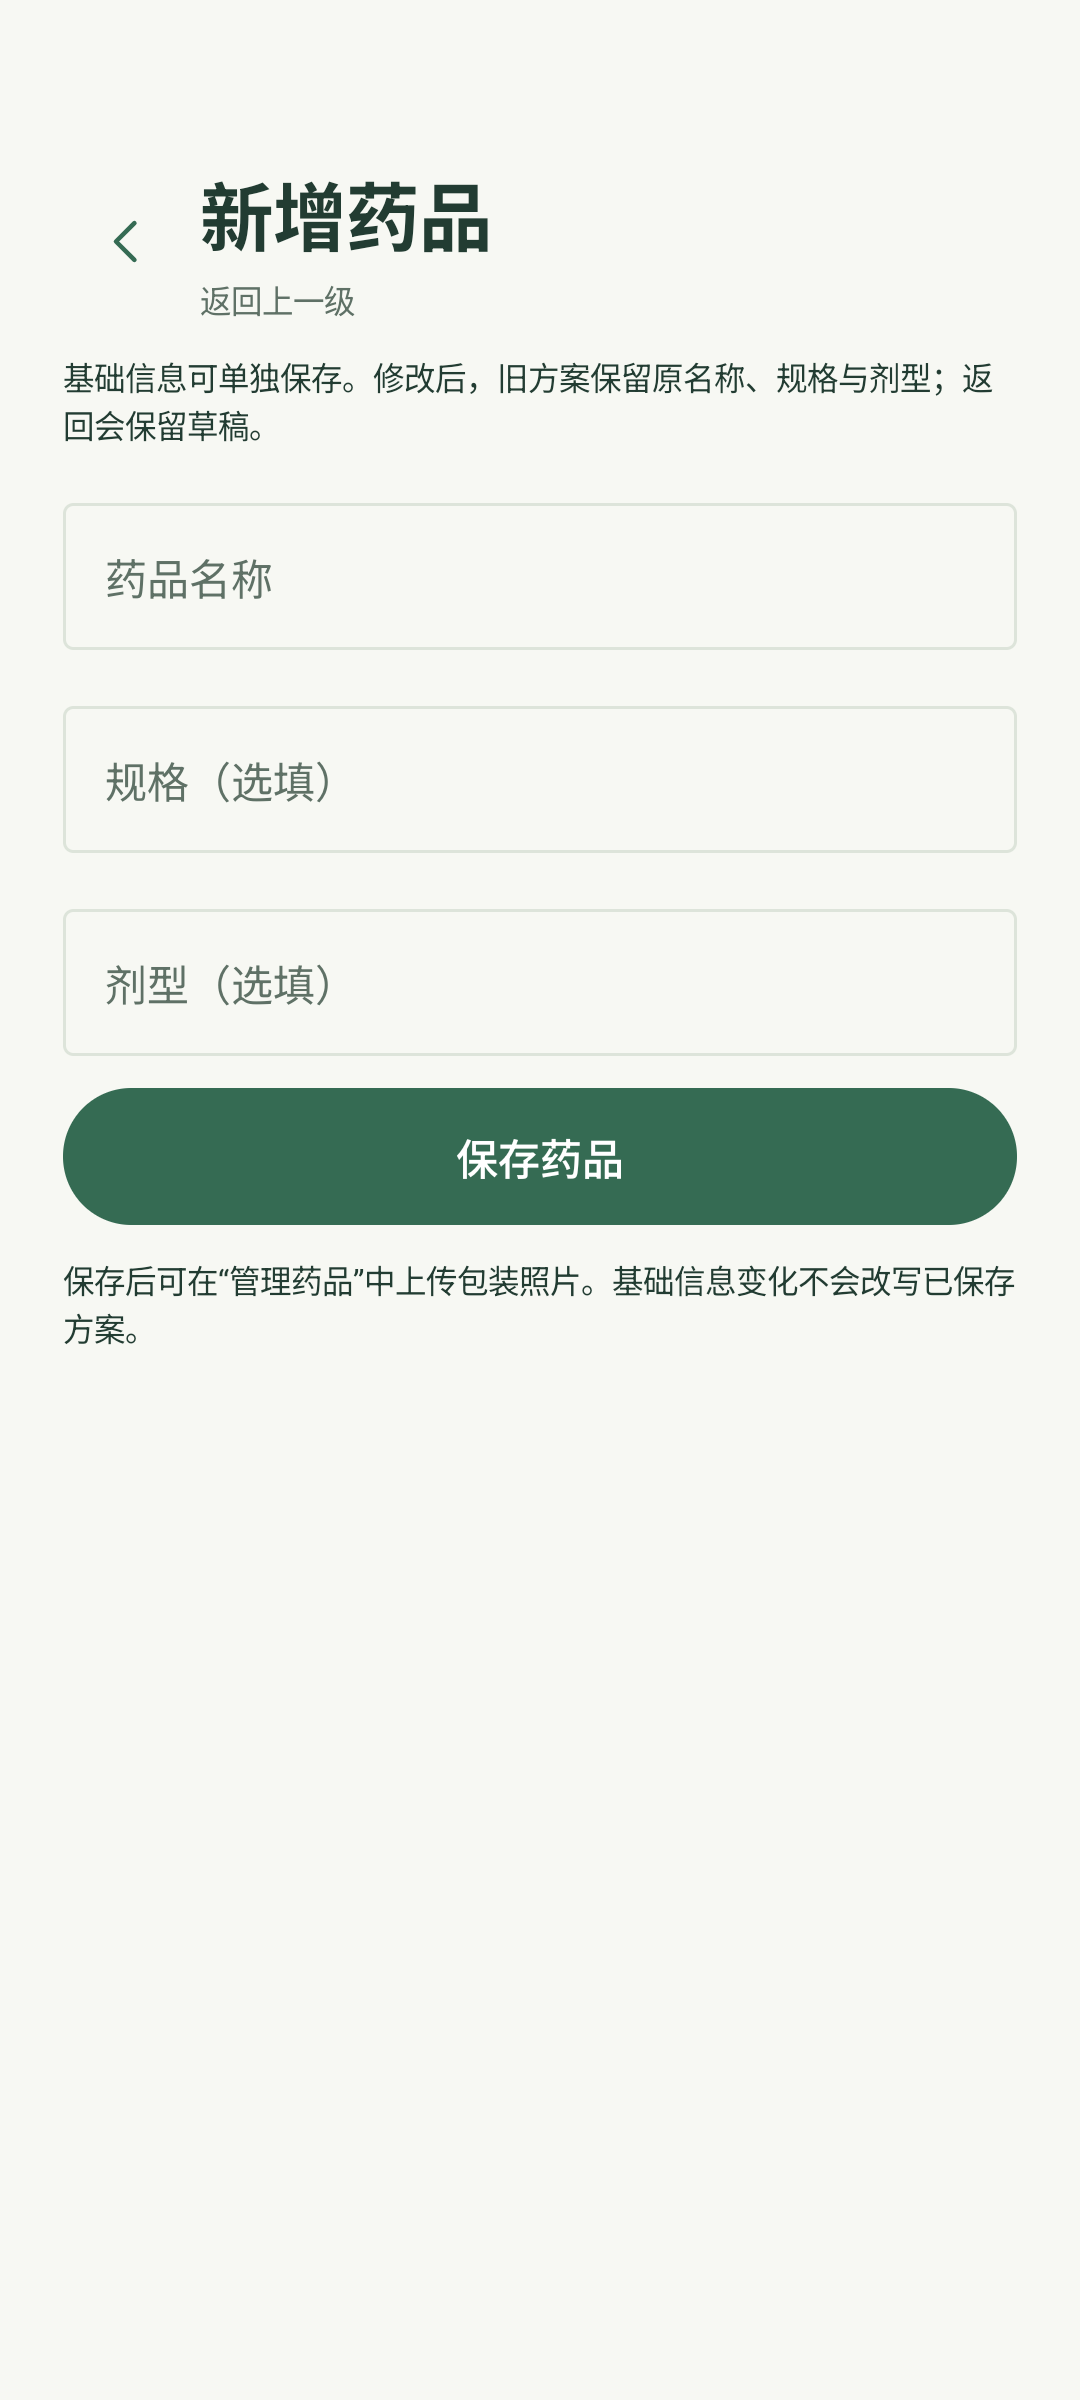 新增药品
返回上一级
基础信息可单独保存。修改后，旧方案保留原名称、规格与剂型；返
回会保留草稿。
药品名称
规格（选填）
剂型（选填）
保存药品
保存后可在“管理药品”中上传包装照片。基础信息变化不会改写已保存
方案。